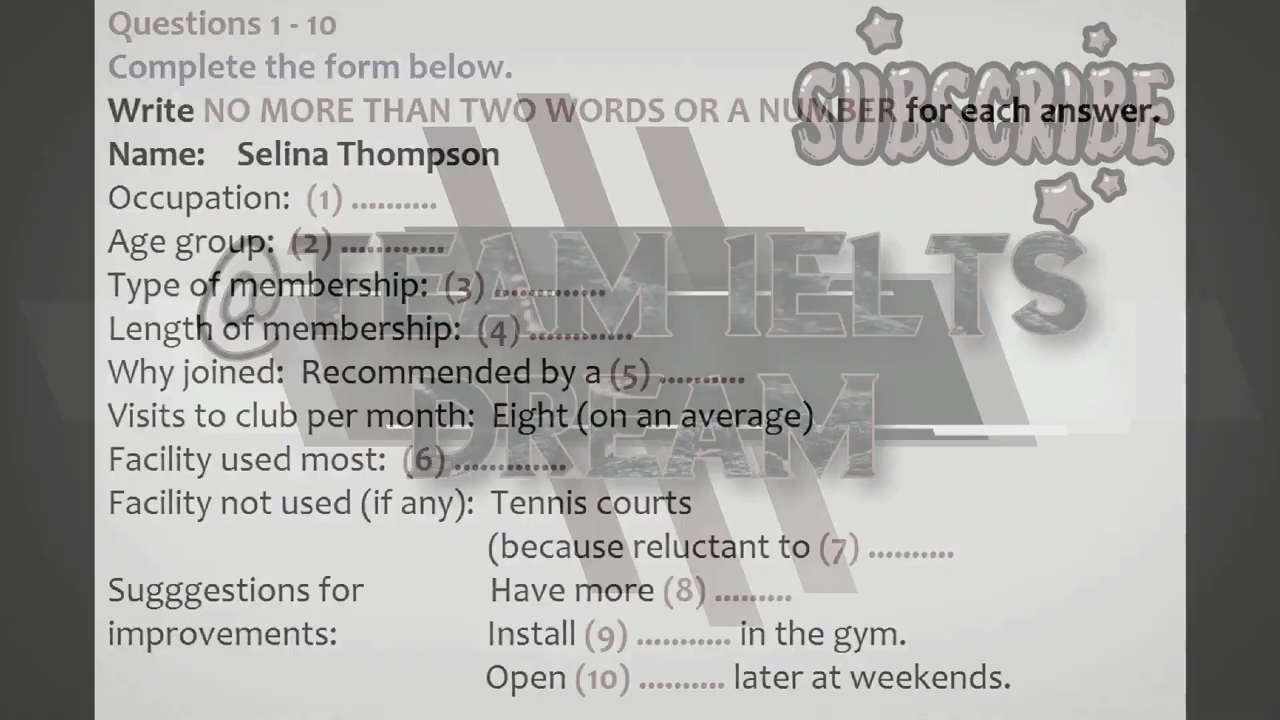 Questions 1 - 10
Complete the form below.
Write NO MORE THAN TWO WORDS OR A NUMBER for each answer.
SUBSCRIBE
Name: Selina Thompson
Occupation: (1) ..........
Age group: (2) ............
Type of membership: (3) .............
Length of membership: (4) ............
Why joined: Recommended by a (5) ..........
Visits to club per month: Eight (on an average)
Facility used most: (6) .............
Facility not used (if any): Tennis courts
(because reluctant to (7) ..........
Sugggestions for improvements: Have more (8) .........
Install (9) ........... in the gym.
Open (10) .......... later at weekends.
@TEAM IELTS
DREAM